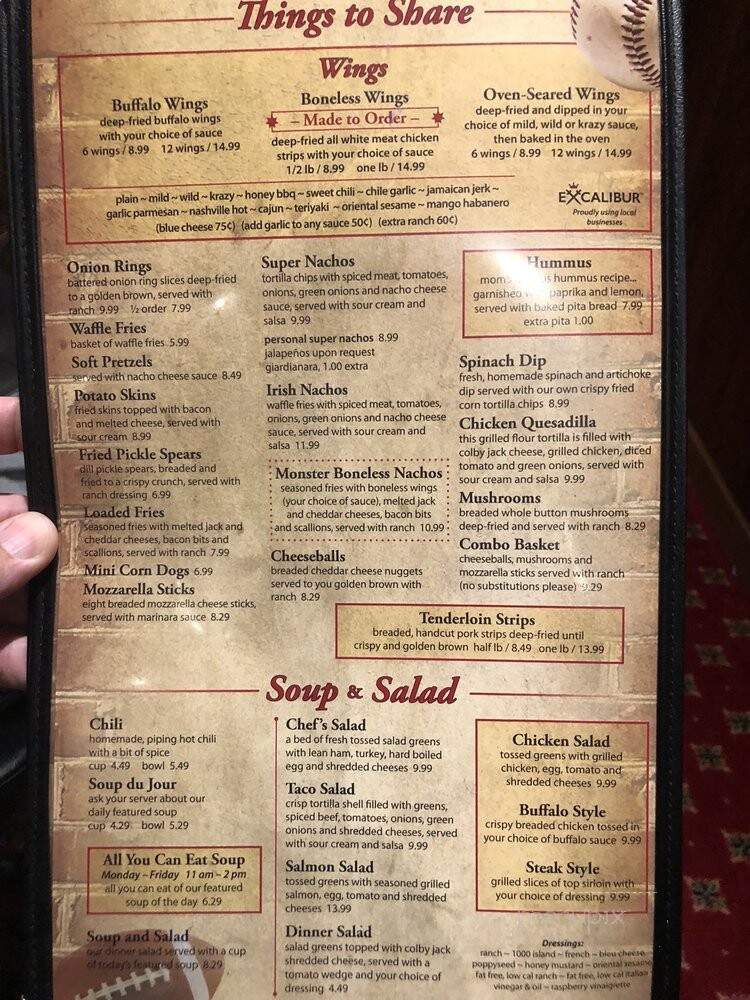 Things to Share
Wings
Buffalo Wings
deep-fried buffalo wings
with your choice of sauce
6 wings / 8.99 12 wings / 14.99
Boneless Wings
– Made to Order –
deep-fried all white meat chicken
strips with your choice of sauce
1/2 lb / 8.99 one lb / 14.99
Oven-Seared Wings
deep-fried and dipped in your
choice of mild, wild or krazy sauce,
then baked in the oven
6 wings / 8.99 12 wings / 14.99
plain ~ mild ~ wild ~ krazy ~ honey bbq ~ sweet chili ~ chile garlic ~ jamaican jerk ~
garlic parmesan ~ nashville hot ~ cajun ~ teriyaki ~ oriental sesame ~ mango habanero
(blue cheese 75¢) (add garlic to any sauce 50¢) (extra ranch 60¢)
EXCALIBUR
Proudly using local
businesses
Onion Rings
battered onion ring slices deep-fried
to a golden brown, served with
ranch 9.99 ½ order 7.99
Waffle Fries
basket of waffle fries 5.99
Soft Pretzels
served with nacho cheese sauce 8.49
Potato Skins
fried skins topped with bacon
and melted cheese, served with
sour cream 8.99
Fried Pickle Spears
dill pickle spears, breaded and
fried to a crispy crunch, served with
ranch dressing 6.99
Loaded Fries
seasoned fries with melted jack and
cheddar cheeses, bacon bits and
scallions, served with ranch 7.99
Mini Corn Dogs 6.99
Mozzarella Sticks
eight breaded mozzarella cheese sticks,
served with marinara sauce 8.29
Super Nachos
tortilla chips with spiced meat, tomatoes,
onions, green onions and nacho cheese
sauce, served with sour cream and
salsa 9.99
personal super nachos 8.99
jalapeños upon request
giardianara, 1.00 extra
Irish Nachos
waffle fries with spiced meat, tomatoes,
onions, green onions and nacho cheese
sauce, served with sour cream and
salsa 11.99
Monster Boneless Nachos
seasoned fries with boneless wings
(your choice of sauce), melted jack
and cheddar cheeses, bacon bits
and scallions, served with ranch 10.99
Cheeseballs
breaded cheddar cheese nuggets
served to you golden brown with
ranch 8.29
Hummus
mom's hummus recipe...
garnished paprika and lemon,
served with baked pita bread 7.99
extra pita 1.00
Spinach Dip
fresh, homemade spinach and artichoke
dip served with our own crispy fried
corn tortilla chips 8.99
Chicken Quesadilla
this grilled flour tortilla is filled with
colby jack cheese, grilled chicken, diced
tomato and green onions, served with
sour cream and salsa 9.99
Mushrooms
breaded whole button mushrooms
deep-fried and served with ranch 8.29
Combo Basket
cheeseballs, mushrooms and
mozzarella sticks served with ranch
(no substitutions please) 9.29
Tenderloin Strips
breaded, handcut pork strips deep-fried until
crispy and golden brown half lb / 8.49 one lb / 13.99
Soup & Salad
Chili
homemade, piping hot chili
with a bit of spice
cup 4.49 bowl 5.49
Soup du Jour
ask your server about our
daily featured soup
cup 4.29 bowl 5.29
All You Can Eat Soup
Monday – Friday 11 am – 2 pm
all you can eat of our featured
soup of the day 6.29
Soup and Salad
our dinner salad served with a cup
of today's featured soup 8.29
Chef's Salad
a bed of fresh tossed salad greens
with lean ham, turkey, hard boiled
egg and shredded cheeses 9.99
Taco Salad
crisp tortilla shell filled with greens,
spiced beef, tomatoes, onions, green
onions and shredded cheeses, served
with sour cream and salsa 9.99
Salmon Salad
tossed greens with seasoned grilled
salmon, egg, tomato and shredded
cheeses 13.99
Dinner Salad
salad greens topped with colby jack
shredded cheese, served with a
tomato wedge and your choice of
dressing 4.49
Chicken Salad
tossed greens with grilled
chicken, egg, tomato and
shredded cheeses 9.99
Buffalo Style
crispy breaded chicken tossed in
your choice of buffalo sauce 9.99
Steak Style
grilled slices of top sirloin with
your choice of dressing 9.99
Dressings:
ranch ~ 1000 island ~ french ~ bleu cheese
poppyseed ~ honey mustard ~ oriental sesame
fat free, low cal ranch ~ fat free, low cal italian
vinegar & oil ~ raspberry vinaigrette